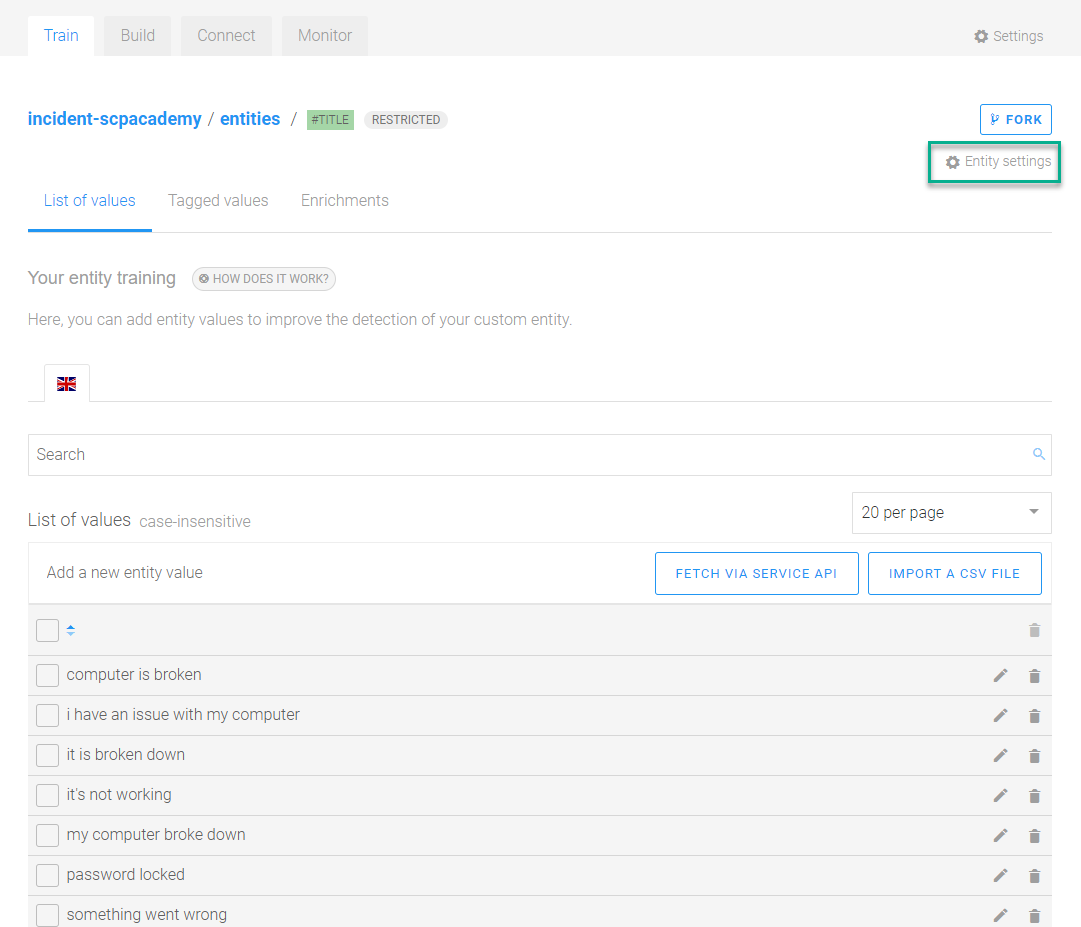 Train Build Connect Monitor Settings
incident-scpacademy / entities / #TITLE RESTRICTED FORK
Entity settings
List of values Tagged values Enrichments
Your entity training HOW DOES IT WORK?
Here, you can add entity values to improve the detection of your custom entity.
Search
List of values case-insensitive 20 per page
Add a new entity value FETCH VIA SERVICE API IMPORT A CSV FILE
computer is broken
i have an issue with my computer
it is broken down
it's not working
my computer broke down
password locked
something went wrong